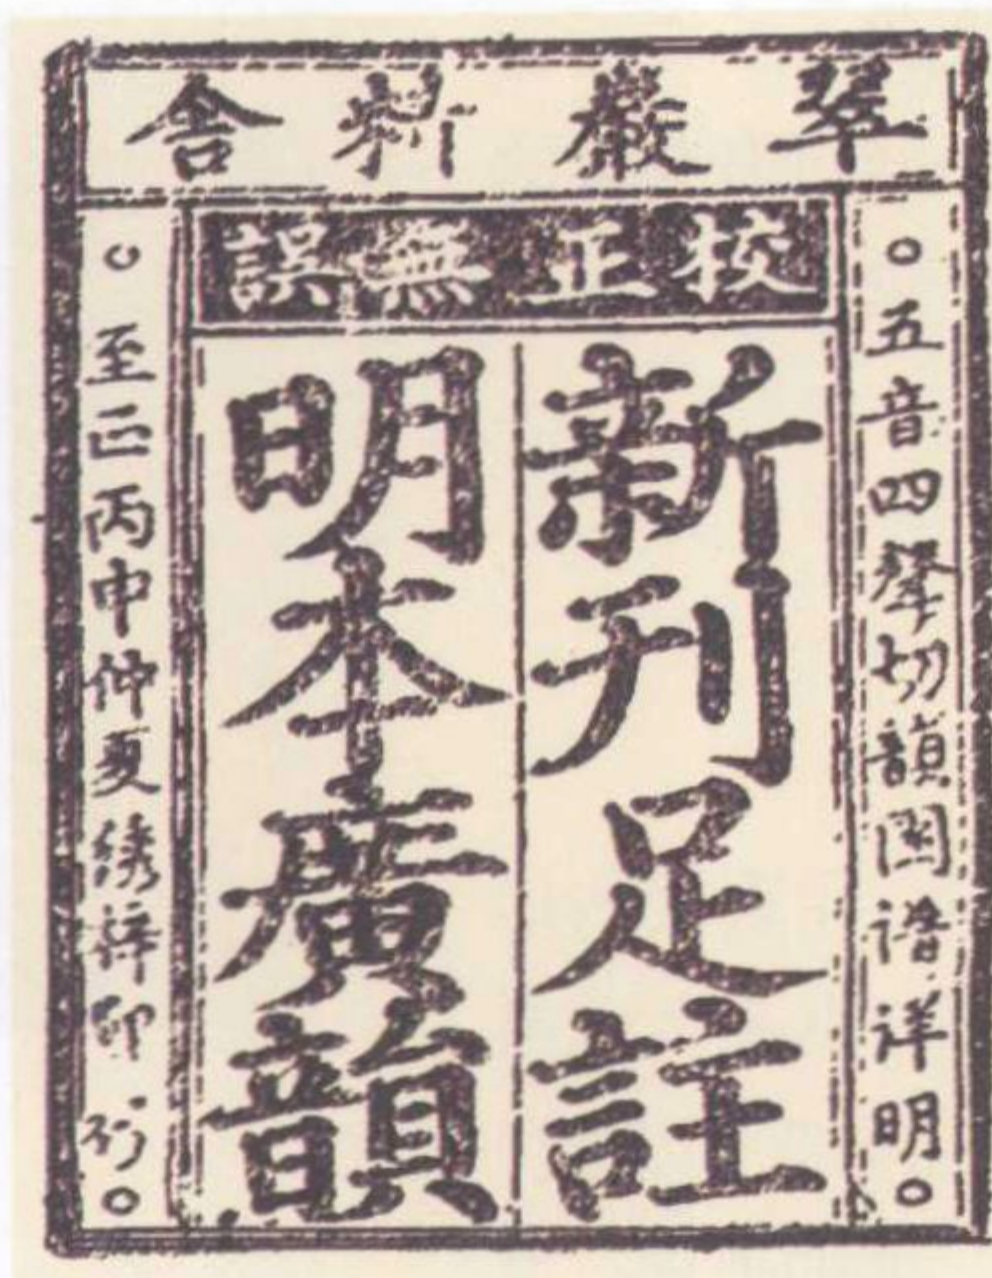 翠巖精舍
校正無誤
○五音四聲切韻圖譜詳明○
新刊足註
明本廣韻
○至正丙申仲夏綉梓印行○